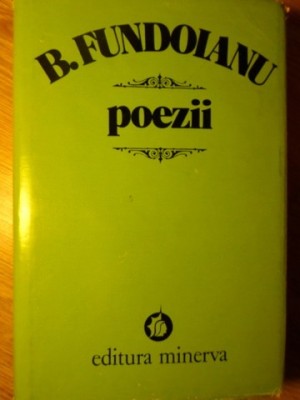 B. FUNDOIANU
poezii
editura minerva